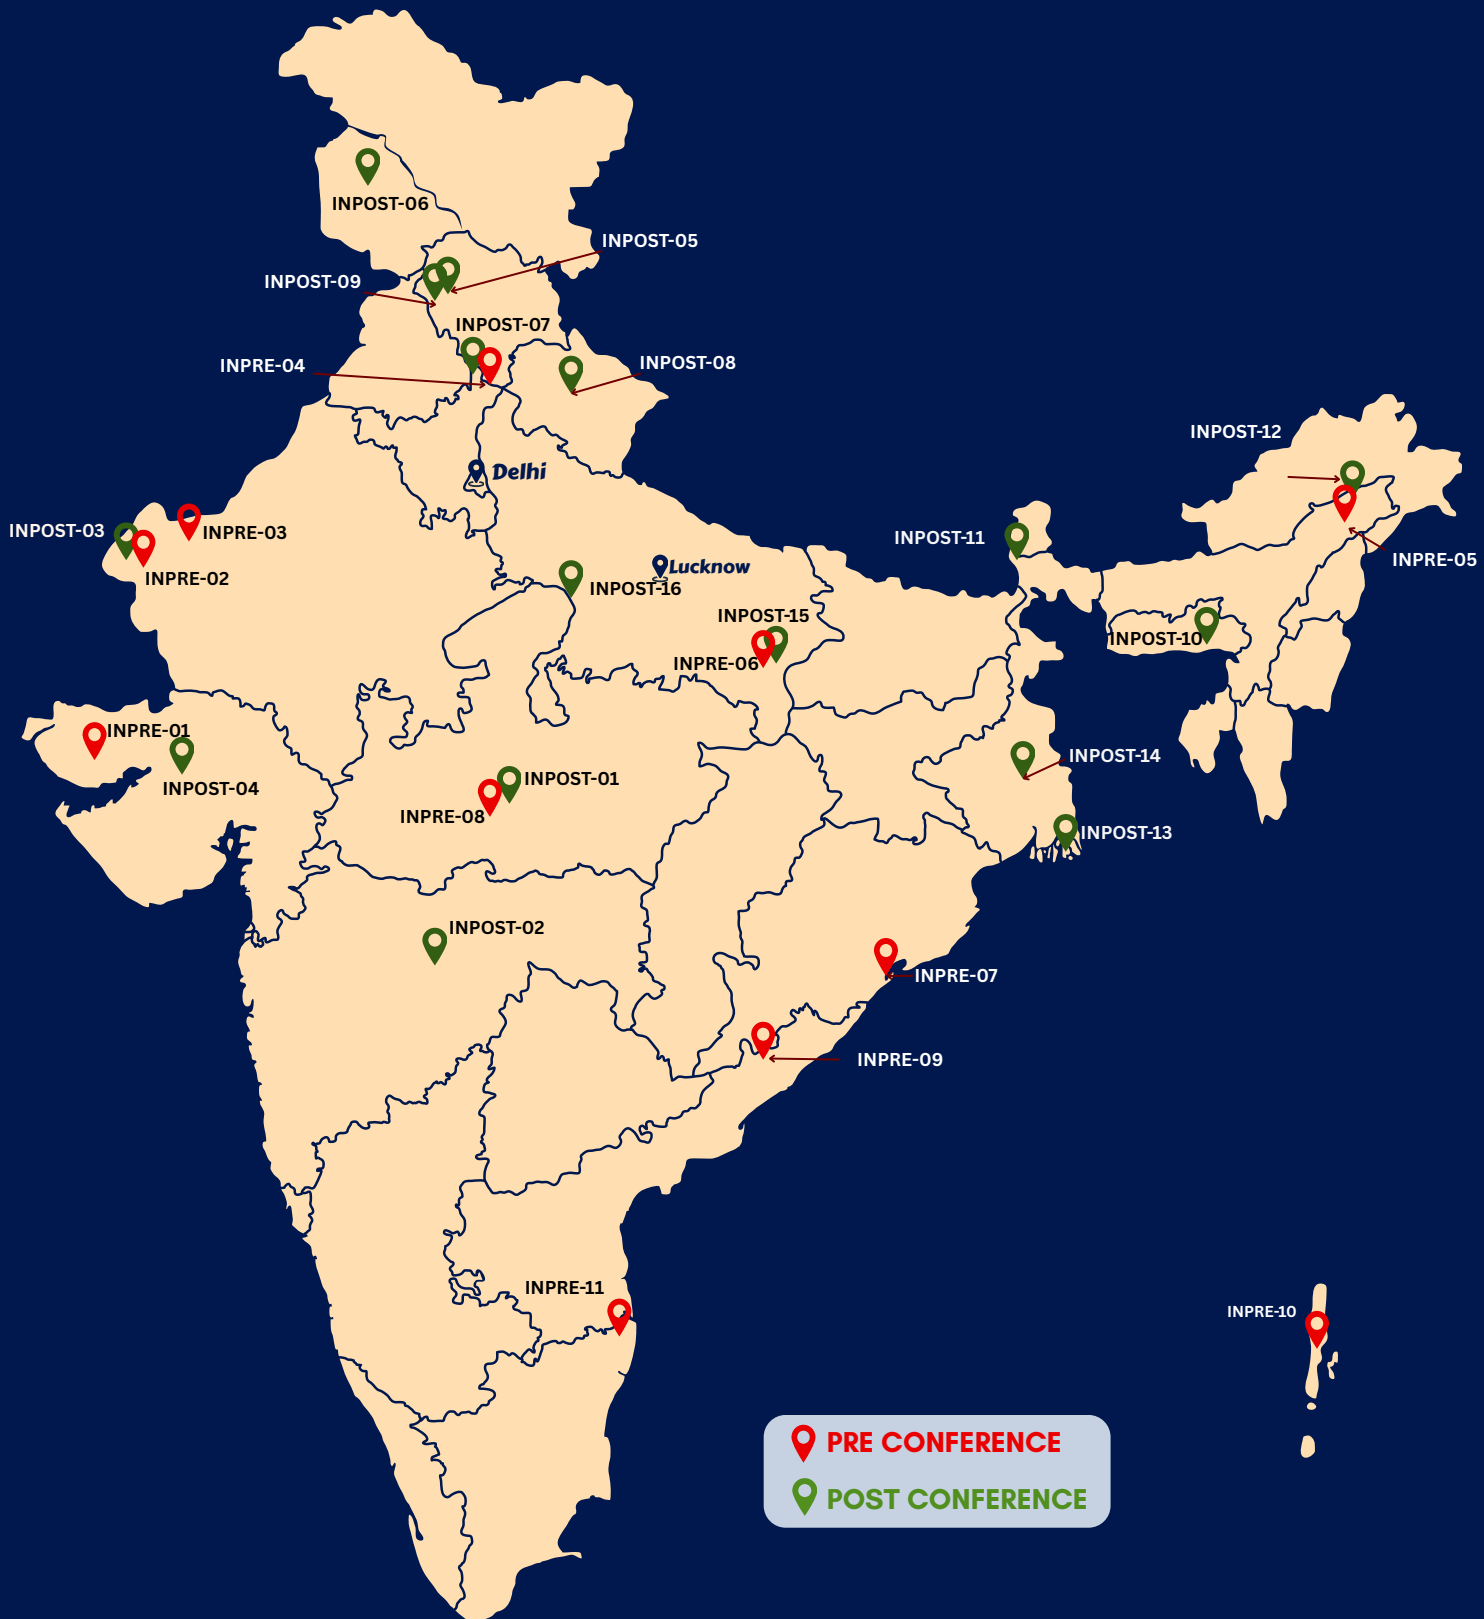 INPOST-06
INPOST-05
INPOST-09
INPOST-07
INPRE-04
INPOST-08
INPOST-12
Delhi
INPOST-03
INPRE-03
INPOST-11
INPRE-05
INPRE-02
Lucknow
INPOST-16
INPOST-15
INPOST-10
INPRE-06
INPRE-01
INPOST-14
INPOST-01
INPOST-04
INPRE-08
INPOST-13
INPOST-02
INPRE-07
INPRE-09
INPRE-11
INPRE-10
PRE CONFERENCE
POST CONFERENCE